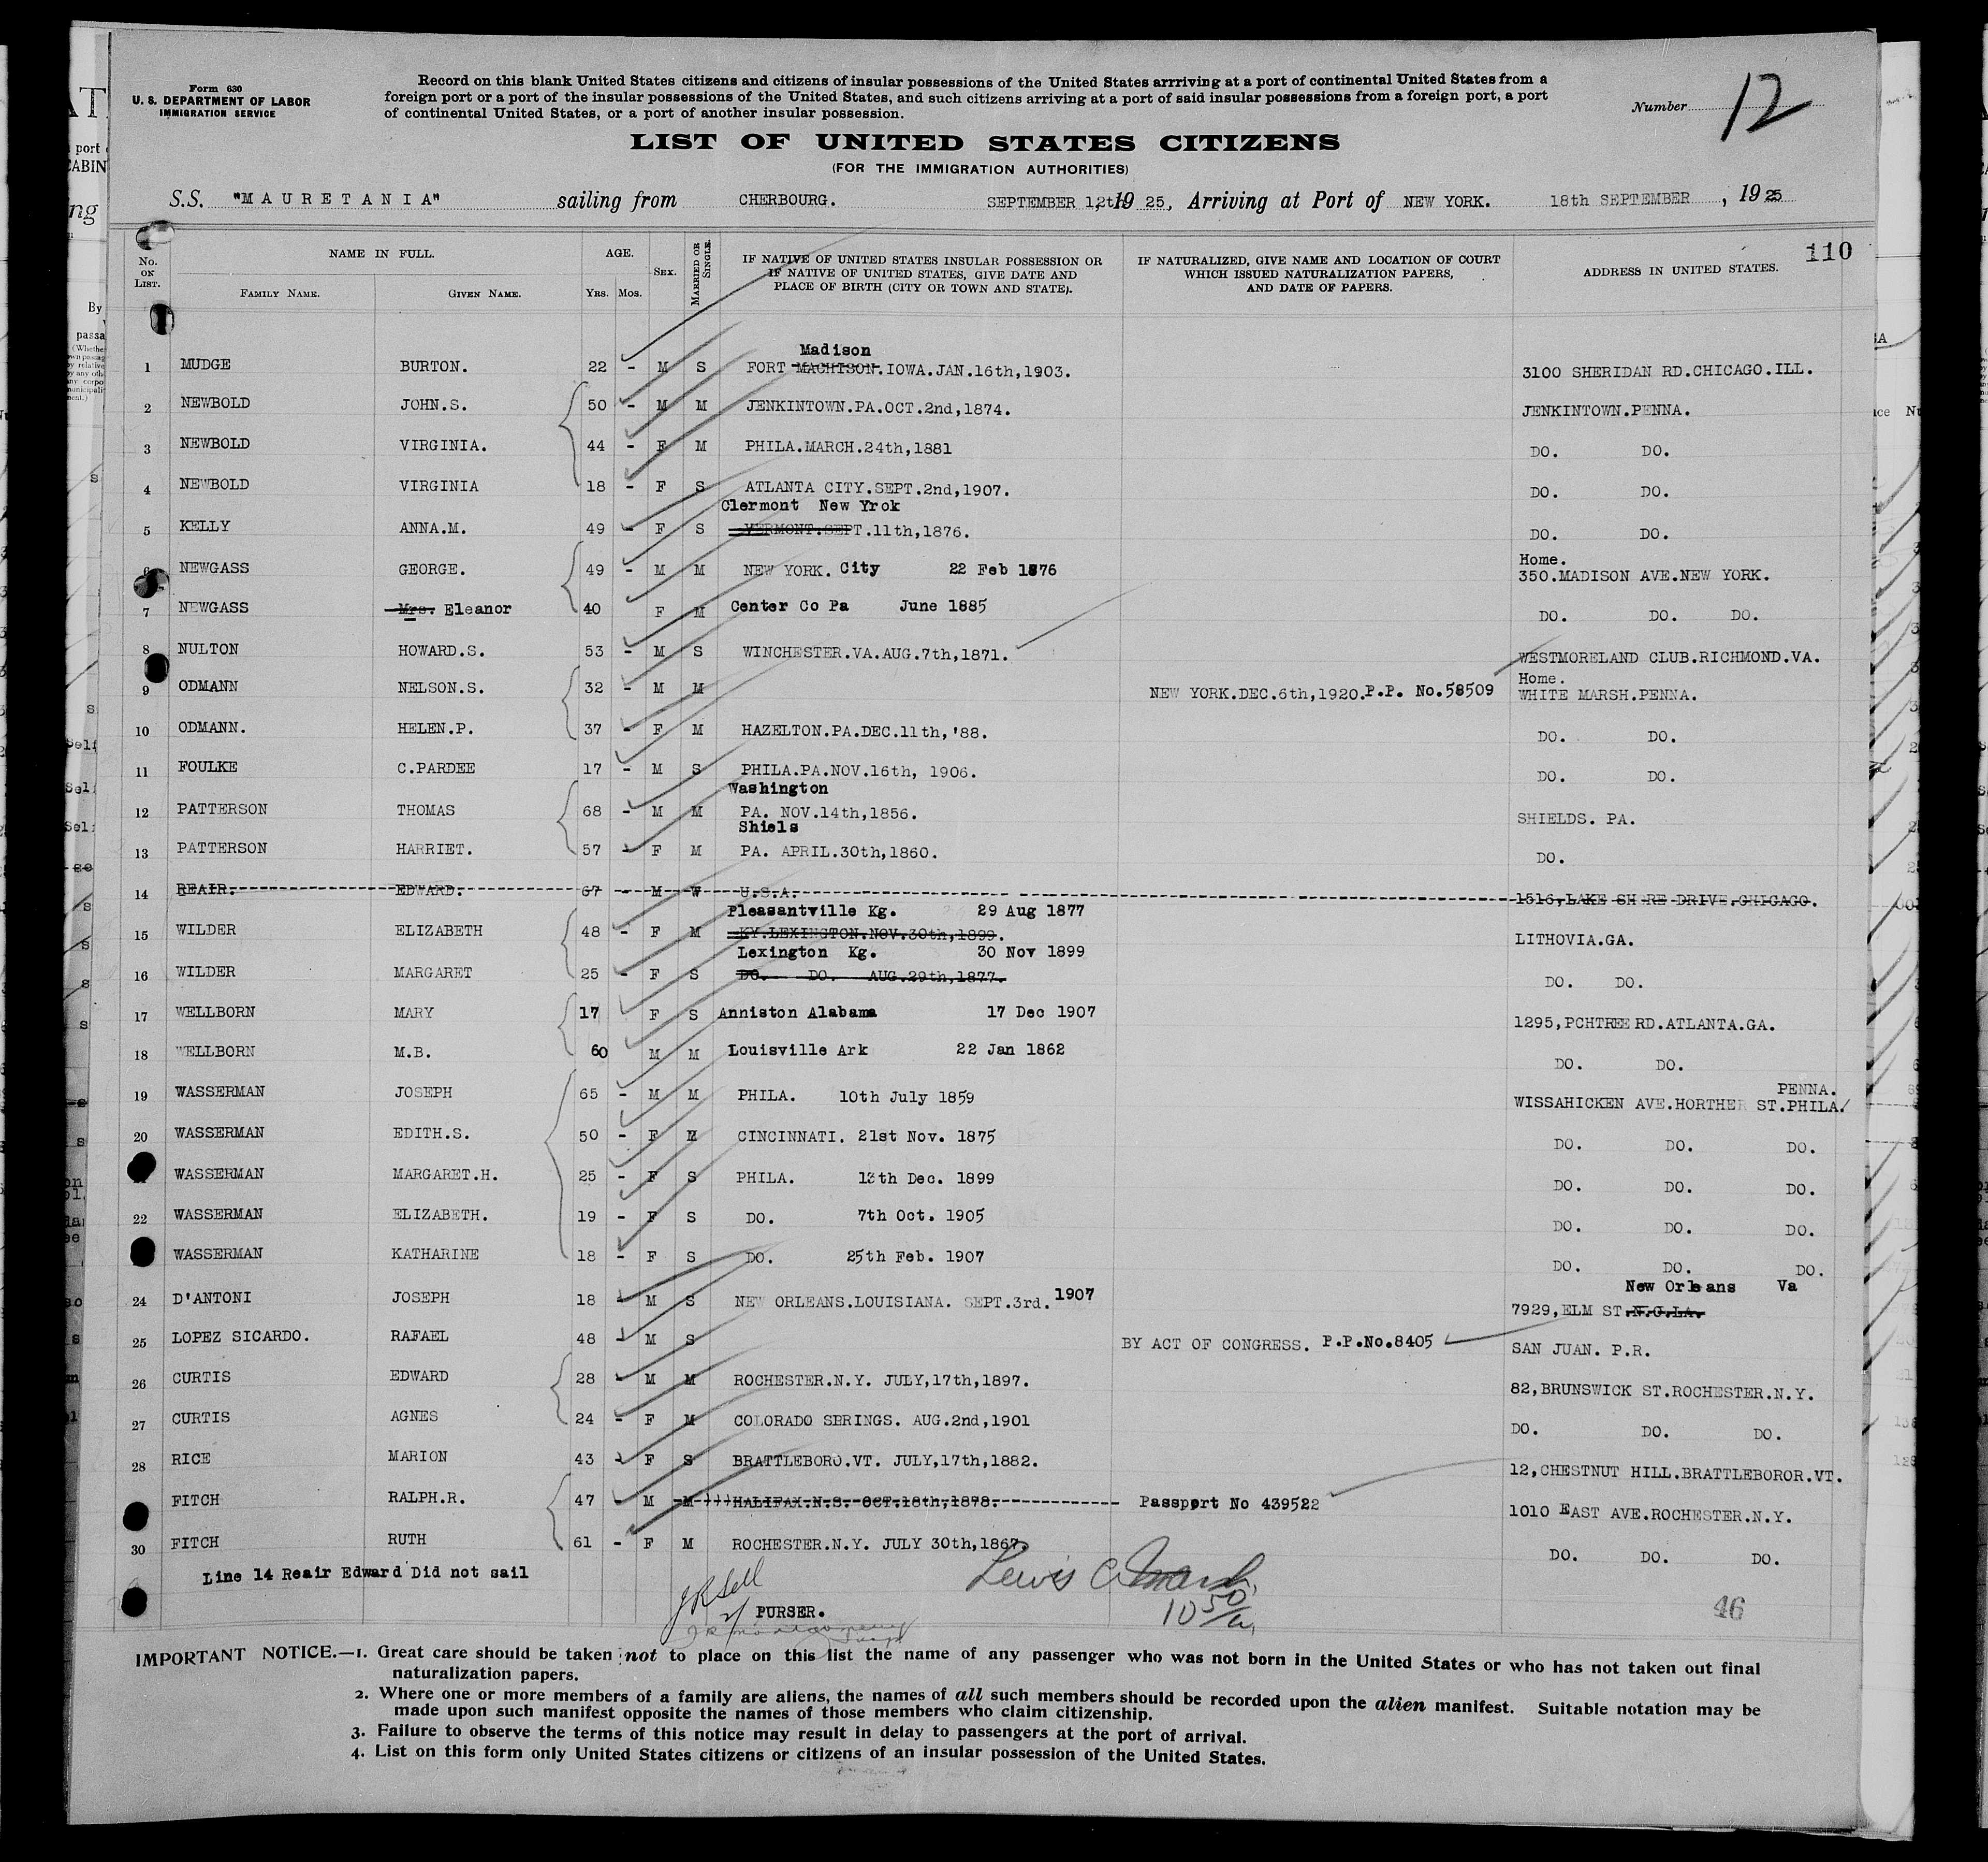 Form 630
U. S. DEPARTMENT OF LABOR
IMMIGRATION SERVICE
Record on this blank United States citizens and citizens of insular possessions of the United States arrriving at a port of continental United States from a
foreign port or a port of the insular possessions of the United States, and such citizens arriving at a port of said insular possessions from a foreign port, a port
of continental United States, or a port of another insular possession.
Number 12
LIST OF UNITED STATES CITIZENS
(FOR THE IMMIGRATION AUTHORITIES)
S.S. "MAURETANIA" sailing from CHERBOURG. SEPTEMBER 12th 1925, Arriving at Port of NEW YORK. 18th SEPTEMBER, 1925
110
No. on List. NAME IN FULL. AGE. Sex. Married or Single. IF NATIVE OF UNITED STATES INSULAR POSSESSION OR IF NATIVE OF UNITED STATES, GIVE DATE AND PLACE OF BIRTH (CITY OR TOWN AND STATE). IF NATURALIZED, GIVE NAME AND LOCATION OF COURT WHICH ISSUED NATURALIZATION PAPERS, AND DATE OF PAPERS. ADDRESS IN UNITED STATES.
Family Name. Given Name. Yrs. Mos.
Madison
1 MUDGE BURTON. 22 - M S FORT MACHISON.IOWA.JAN.16th,1903. 3100 SHERIDAN RD.CHICAGO.ILL.
2 NEWBOLD JOHN.S. 50 - M M JENKINTOWN.PA.OCT.2nd,1874. JENKINTOWN.PENNA.
3 NEWBOLD VIRGINIA. 44 - F M PHILA.MARCH.24th,1881 DO. DO.
4 NEWBOLD VIRGINIA 18 - F S ATLANTA CITY.SEPT.2nd,1907. DO. DO.
Clermont New Yrok
5 KELLY ANNA.M. 49 - F S VERMONT.SEPT.11th,1876. DO. DO.
Home.
6 NEWGASS GEORGE. 49 - M M NEW YORK. City 22 Feb 1876 350.MADISON AVE.NEW YORK.
7 NEWGASS Mrs. Eleanor 40 F M Center Co Pa June 1885 DO. DO. DO.
8 NULTON HOWARD.S. 53 - M S WINCHESTER.VA.AUG.7th,1871. WESTMORELAND CLUB.RICHMOND.VA.
Home.
9 ODMANN NELSON.S. 32 - M M NEW YORK.DEC.6th,1920.P.P. No.58509 WHITE MARSH.PENNA.
10 ODMANN. HELEN.P. 37 - F M HAZELTON.PA.DEC.11th,'88. DO. DO.
11 FOULKE C.PARDEE 17 - M S PHILA.PA.NOV.16th, 1906. DO. DO.
Washington
12 PATTERSON THOMAS 68 - M M PA. NOV.14th,1856. SHIELDS. PA.
Shiels
13 PATTERSON HARRIET. 57 - F M PA. APRIL.30th,1860. DO.
14 REAIR. EDWARD. 67 - M W U.S.A. 1516,LAKE SHORE DRIVE.CHICAGO.
Pleasantville Kg. 29 Aug 1877
15 WILDER ELIZABETH 48 - F M KY.LEXINGTON.NOV.30th,1899. LITHOVIA.GA.
Lexington Kg. 30 Nov 1899
16 WILDER MARGARET 25 - F S DO. DO. AUG.29th,1877. DO. DO.
17 WELLBORN MARY 17 F S Anniston Alabama 17 Dec 1907 1295,PCHTREE RD.ATLANTA.GA.
18 WELLBORN M.B. 60 M M Louisville Ark 22 Jan 1862 DO. DO.
PENNA.
19 WASSERMAN JOSEPH 65 - M M PHILA. 10th July 1859 WISSAHICKEN AVE.HORTHER ST.PHILA.
20 WASSERMAN EDITH.S. 50 - F M CINCINNATI. 21st Nov. 1875 DO. DO. DO.
WASSERMAN MARGARET.H. 25 - F S PHILA. 13th Dec. 1899 DO. DO. DO.
22 WASSERMAN ELIZABETH. 19 - F S DO. 7th Oct. 1905 DO. DO. DO.
WASSERMAN KATHARINE 18 - F S DO. 25th Feb. 1907 DO. DO. DO.
New Orleans Va
24 D'ANTONI JOSEPH 18 - M S NEW ORLEANS.LOUISIANA. SEPT.3rd.1907 7929,ELM ST.N.O.LA.
25 LOPEZ SICARDO. RAFAEL 48 - M S BY ACT OF CONGRESS. P.P.No.8405 SAN JUAN. P.R.
26 CURTIS EDWARD 28 - M M ROCHESTER.N.Y. JULY,17th,1897. 82,BRUNSWICK ST.ROCHESTER.N.Y.
27 CURTIS AGNES 24 - F M COLORADO SBRINGS. AUG.2nd,1901 DO. DO. DO.
28 RICE MARION 43 - F S BRATTLEBORO.VT. JULY,17th,1882. 12,CHESTNUT HILL.BRATTLEBOROR.VT.
FITCH RALPH.R. 47 - M M HALIFAX.N.S. OCT.18th,1878. Passport No 439522 1010 EAST AVE.ROCHESTER.N.Y.
30 FITCH RUTH 61 - F M ROCHESTER.N.Y. JULY 30th,1867. DO. DO. DO.
Line 14 Reair Edward Did not sail
Lewis
PURSER.
46
IMPORTANT NOTICE.—1. Great care should be taken not to place on this list the name of any passenger who was not born in the United States or who has not taken out final
naturalization papers.
2. Where one or more members of a family are aliens, the names of all such members should be recorded upon the alien manifest. Suitable notation may be
made upon such manifest opposite the names of those members who claim citizenship.
3. Failure to observe the terms of this notice may result in delay to passengers at the port of arrival.
4. List on this form only United States citizens or citizens of an insular possession of the United States.